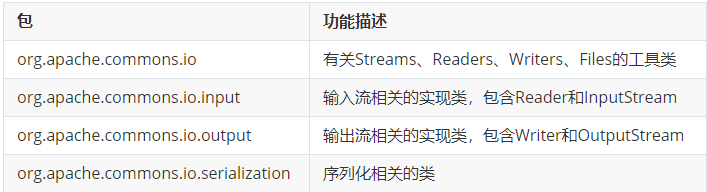 包 功能描述
org.apache.commons.io 有关Streams、Readers、Writers、Files的工具类
org.apache.commons.io.input 输入流相关的实现类，包含Reader和InputStream
org.apache.commons.io.output 输出流相关的实现类，包含Writer和OutputStream
org.apache.commons.io.serialization 序列化相关的类